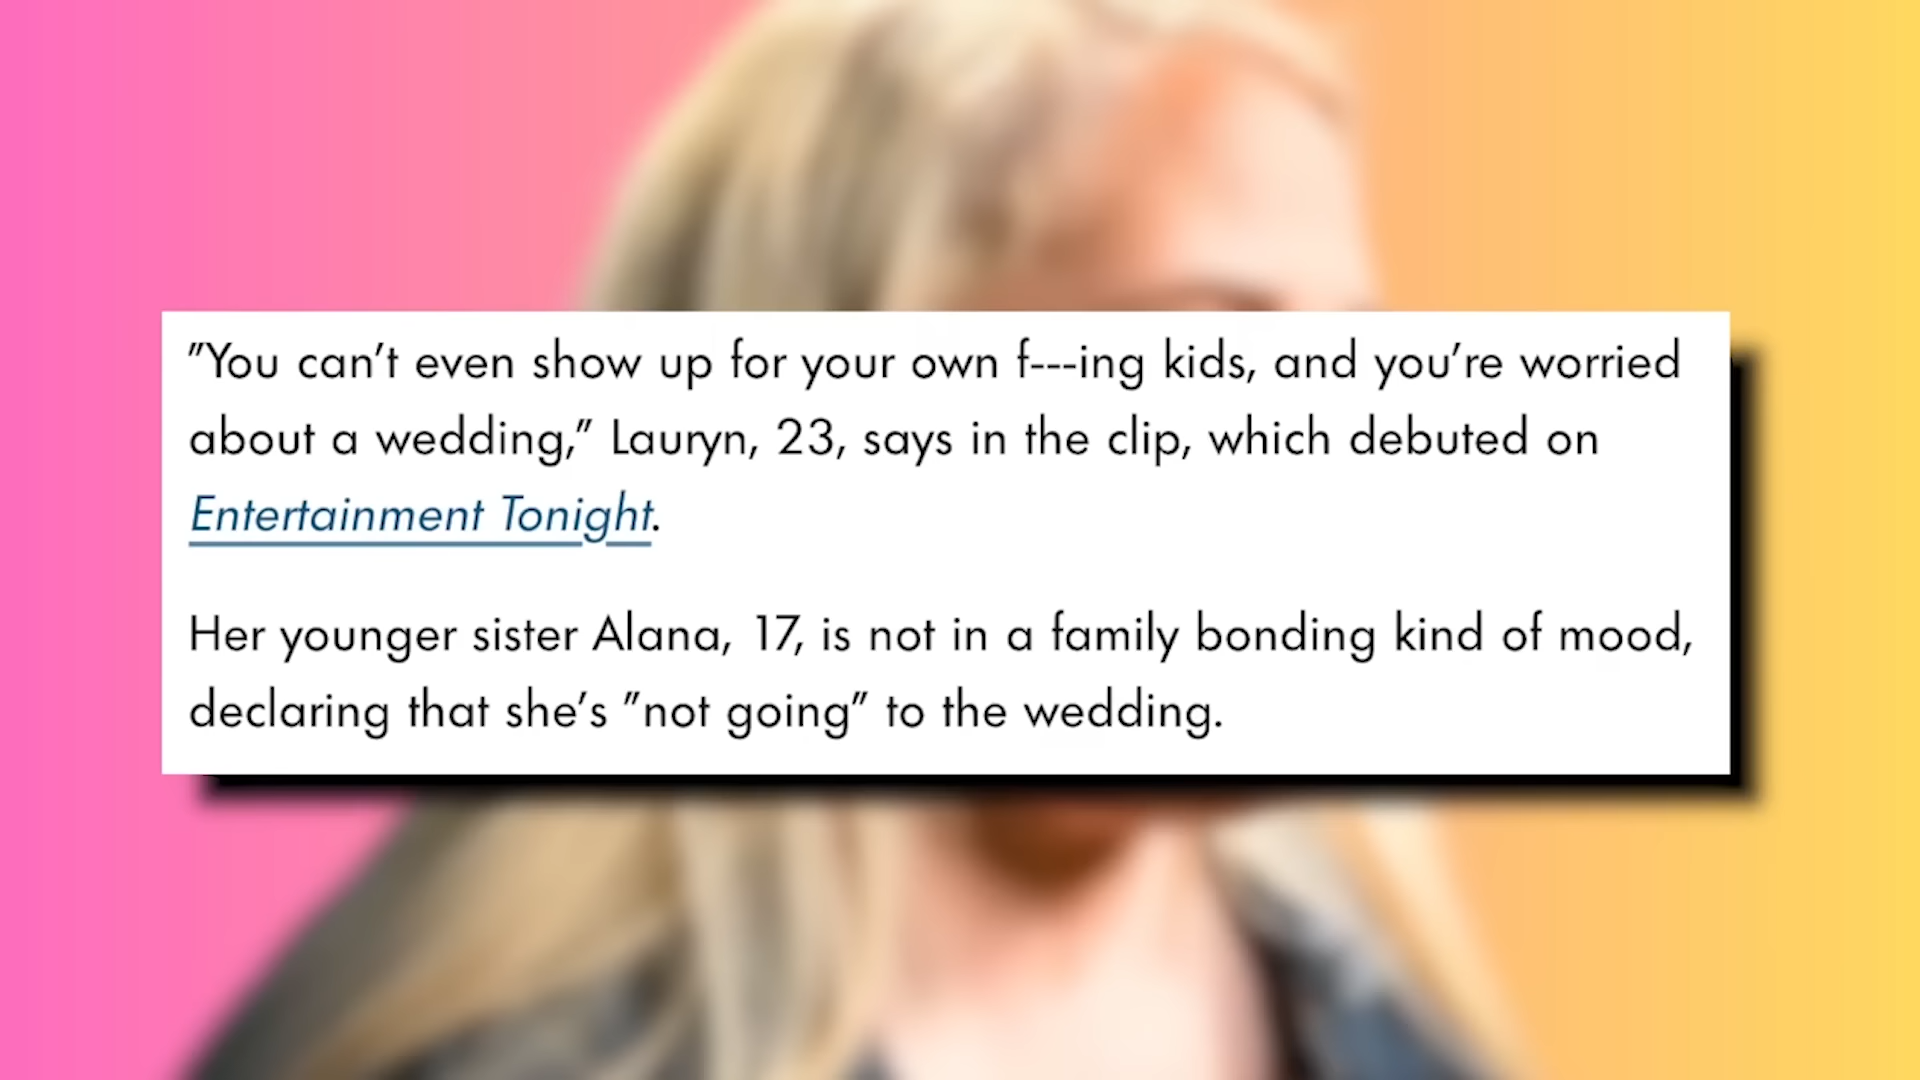 "You can't even show up for your own f---ing kids, and you're worried
about a wedding," Lauryn, 23, says in the clip, which debuted on
Entertainment Tonight.
Her younger sister Alana, 17, is not in a family bonding kind of mood,
declaring that she's "not going" to the wedding.